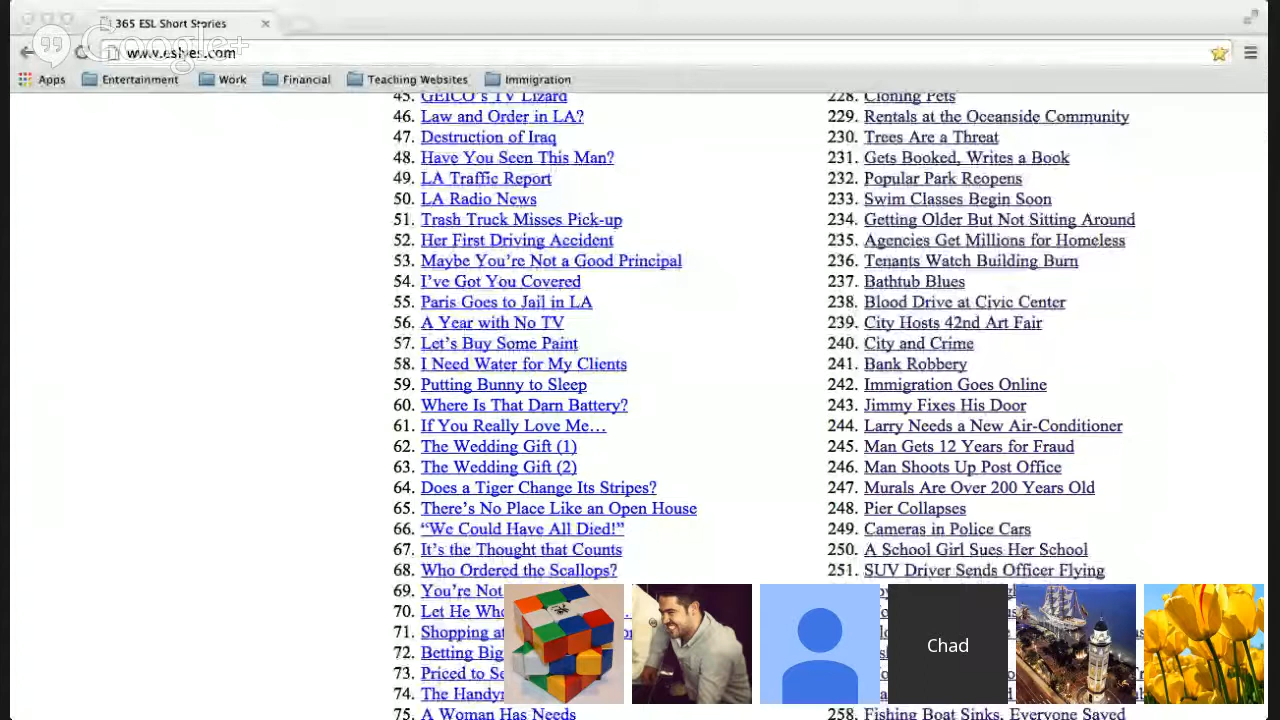 365 ESL Short Stories
Google+
www.eslyes.com
Apps Entertainment Work Financial Teaching Websites Immigration
45. GEICO's TV Lizard
46. Law and Order in LA?
47. Destruction of Iraq
48. Have You Seen This Man?
49. LA Traffic Report
50. LA Radio News
51. Trash Truck Misses Pick-up
52. Her First Driving Accident
53. Maybe You're Not a Good Principal
54. I've Got You Covered
55. Paris Goes to Jail in LA
56. A Year with No TV
57. Let's Buy Some Paint
58. I Need Water for My Clients
59. Putting Bunny to Sleep
60. Where Is That Darn Battery?
61. If You Really Love Me…
62. The Wedding Gift (1)
63. The Wedding Gift (2)
64. Does a Tiger Change Its Stripes?
65. There's No Place Like an Open House
66. “We Could Have All Died!”
67. It's the Thought that Counts
68. Who Ordered the Scallops?
69. You're Not
70. Let He Who
71. Shopping at
72. Betting Big
73. Priced to Se
74. The Handy
75. A Woman Has Needs
228. Cloning Pets
229. Rentals at the Oceanside Community
230. Trees Are a Threat
231. Gets Booked, Writes a Book
232. Popular Park Reopens
233. Swim Classes Begin Soon
234. Getting Older But Not Sitting Around
235. Agencies Get Millions for Homeless
236. Tenants Watch Building Burn
237. Bathtub Blues
238. Blood Drive at Civic Center
239. City Hosts 42nd Art Fair
240. City and Crime
241. Bank Robbery
242. Immigration Goes Online
243. Jimmy Fixes His Door
244. Larry Needs a New Air-Conditioner
245. Man Gets 12 Years for Fraud
246. Man Shoots Up Post Office
247. Murals Are Over 200 Years Old
248. Pier Collapses
249. Cameras in Police Cars
250. A School Girl Sues Her School
251. SUV Driver Sends Officer Flying
258. Fishing Boat Sinks, Everyone Saved
Chad